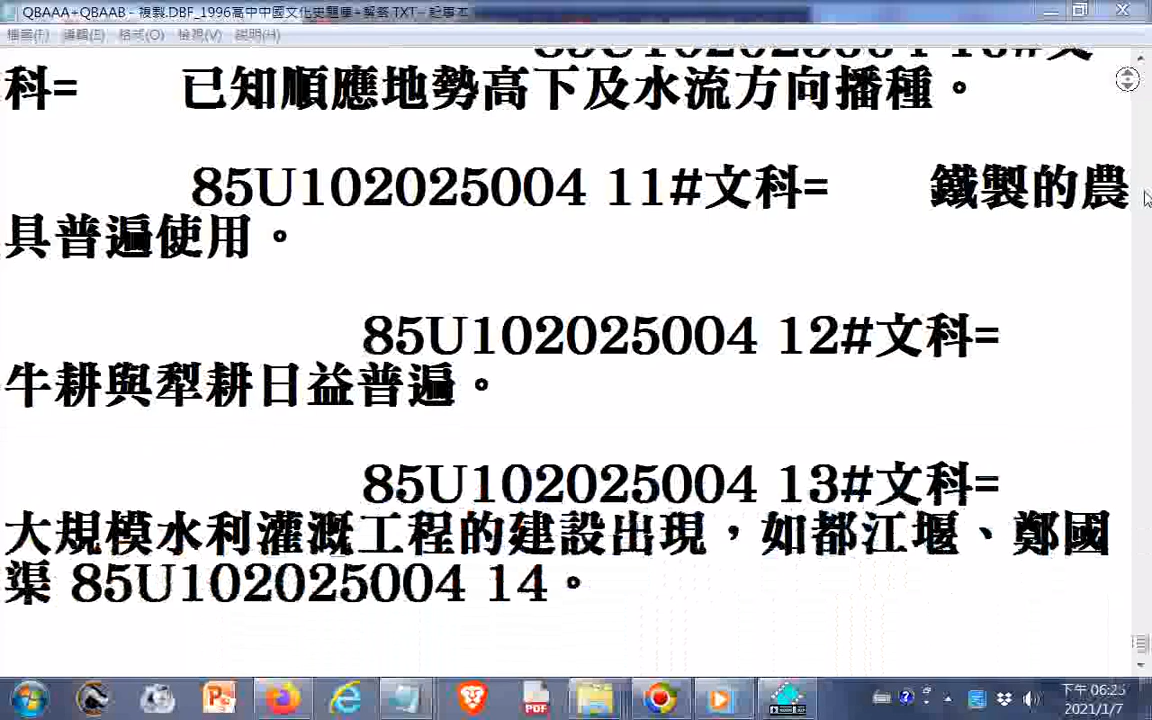 QBAAA+QBAAB - 複製.DBF_1996高中中國文化史題庫+解答 TXT - 記事本
檔案(F) 編輯(E) 格式(O) 檢視(V) 說明(H)
85U102025004 10#文
科= 已知順應地勢高下及水流方向播種。
85U102025004 11#文科= 鐵製的農
具普遍使用。
85U102025004 12#文科=
牛耕與犁耕日益普遍。
85U102025004 13#文科=
大規模水利灌溉工程的建設出現，如都江堰、鄭國
渠 85U102025004 14。
PDF
下午 06:25
2021/1/7